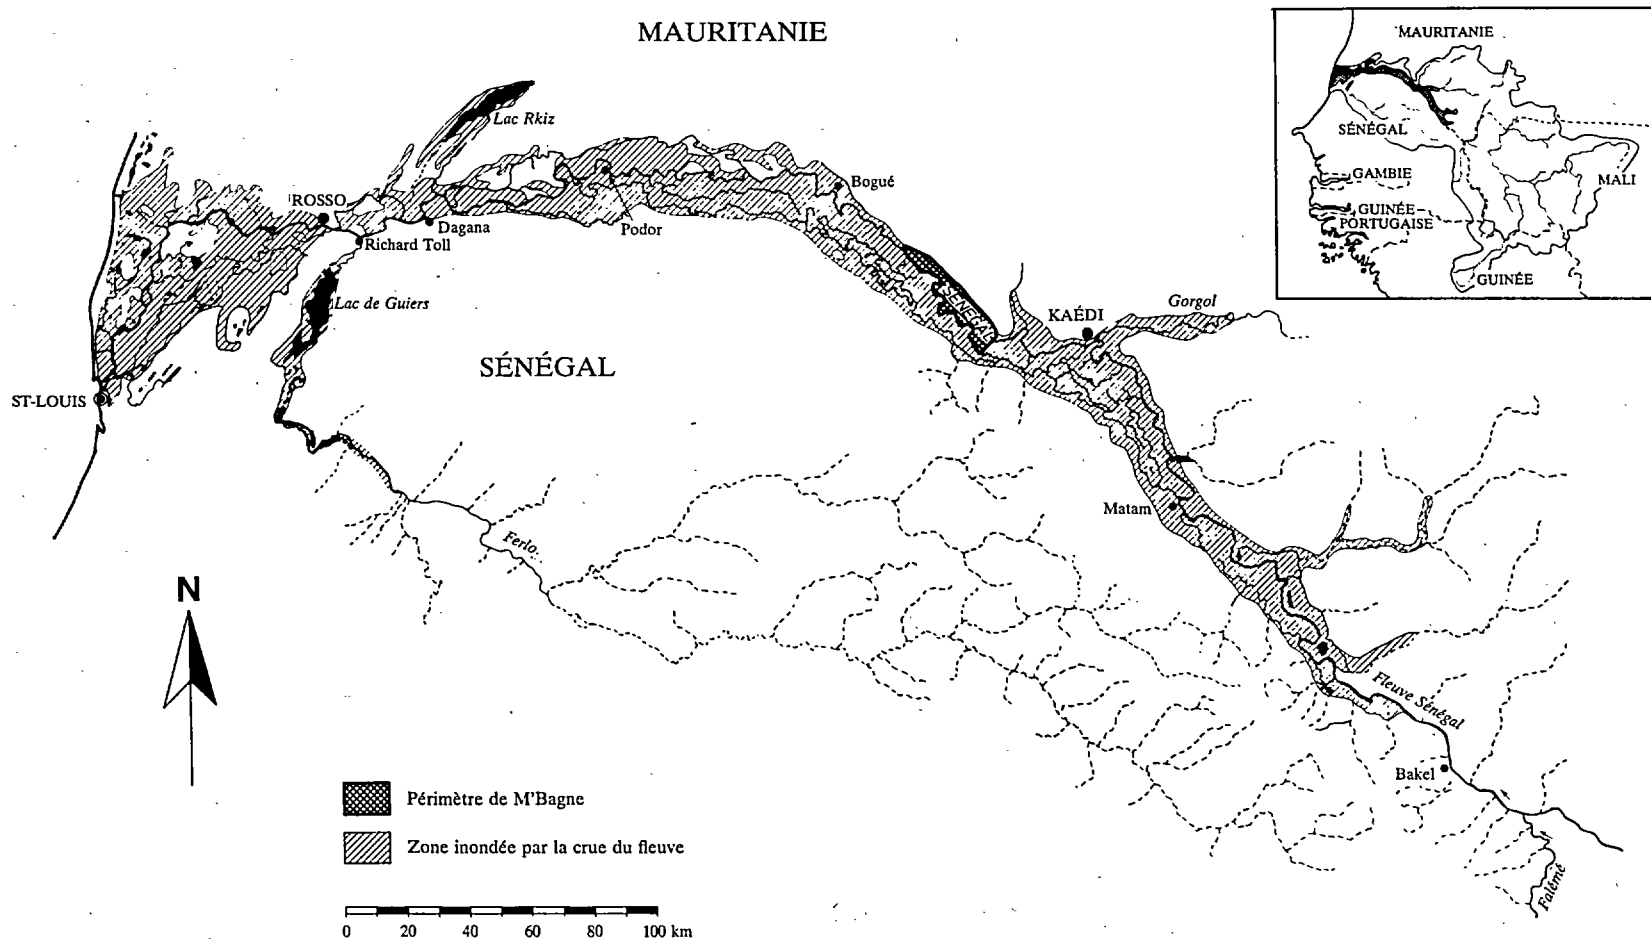 MAURITANIE
MAURITANIE
SÉNÉGAL
GAMBIE
MALI
GUINÉE
PORTUGAISE
GUINÉE
Lac Rkiz
ROSSO
Bogué
Dagana
Podor
Richard Toll
Lac de Guiers
SENEGAL
Gorgol
KAÉDI
SÉNÉGAL
ST-LOUIS
Matam
Ferlo
N
Fleuve Sénégal
Bakel
Périmètre de M'Bagne
Zone inondée par la crue du fleuve
Falémé
0 20 40 60 80 100 km